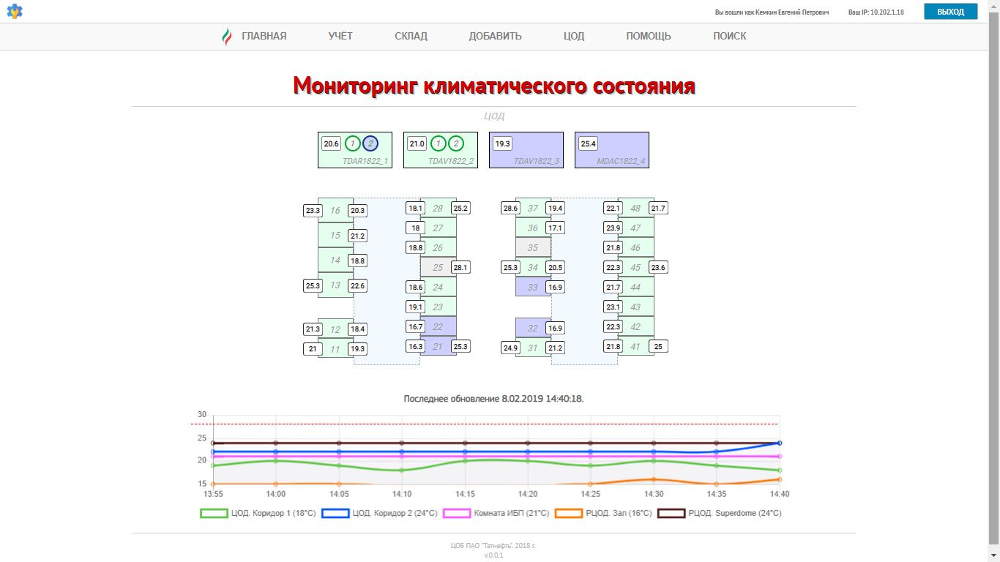 Вы вошли как Кемкин Евгений Петрович Ваш IP: 10.202.1.18 ВЫХОД
ГЛАВНАЯ УЧЁТ СКЛАД ДОБАВИТЬ ЦОД ПОМОЩЬ ПОИСК
Мониторинг климатического состояния
ЦОД
20.6 1 2 21.0 1 2 19.3 25.4
TDAR1822_1 TDAV1822_2 TDAV1822_3 MDAC1822_4
23.3 16 20.3 18.1 28 25.2 28.6 37 19.4 22.1 48 21.7
18 27 36 17.1 23.9 47
15 21.2
18.8 26 35 21.8 46
14 18.8
25 28.1 25.3 34 20.5 22.3 45 23.6
25.3 13 22.6 18.6 24 33 16.9 21.7 44
19.1 23 23.1 43
21.3 12 18.4 16.7 22 32 16.9 22.3 42
21 11 19.3 16.3 21 25.3 24.9 31 21.2 21.8 41 25
Последнее обновление 8.02.2019 14:40:18.
30
25
20
15
13:55 14:00 14:05 14:10 14:15 14:20 14:25 14:30 14:35 14:40
ЦОД. Коридор 1 (18°C) ЦОД. Коридор 2 (24°C) Комната ИБП (21°C) РЦОД. Зал (16°C) РЦОД. Superdome (24°C)
ЦОБ ПАО "Татнефть". 2018 г.
v.0.0.1